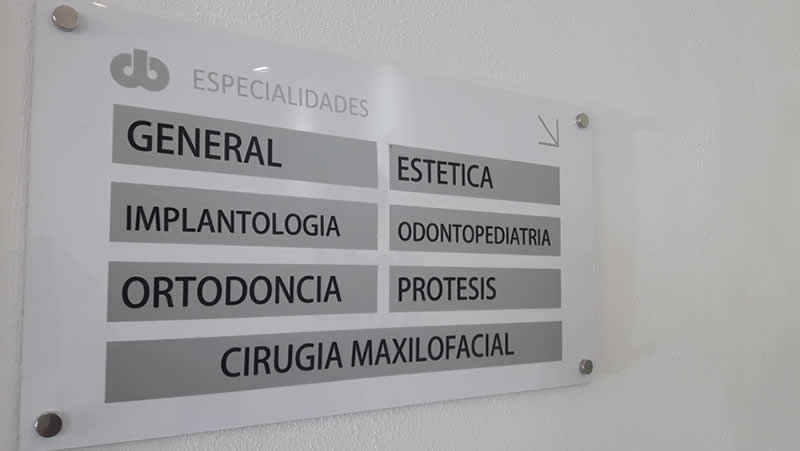 db ESPECIALIDADES
GENERAL
ESTETICA
IMPLANTOLOGIA
ODONTOPEDIATRIA
ORTODONCIA
PROTESIS
CIRUGIA MAXILOFACIAL